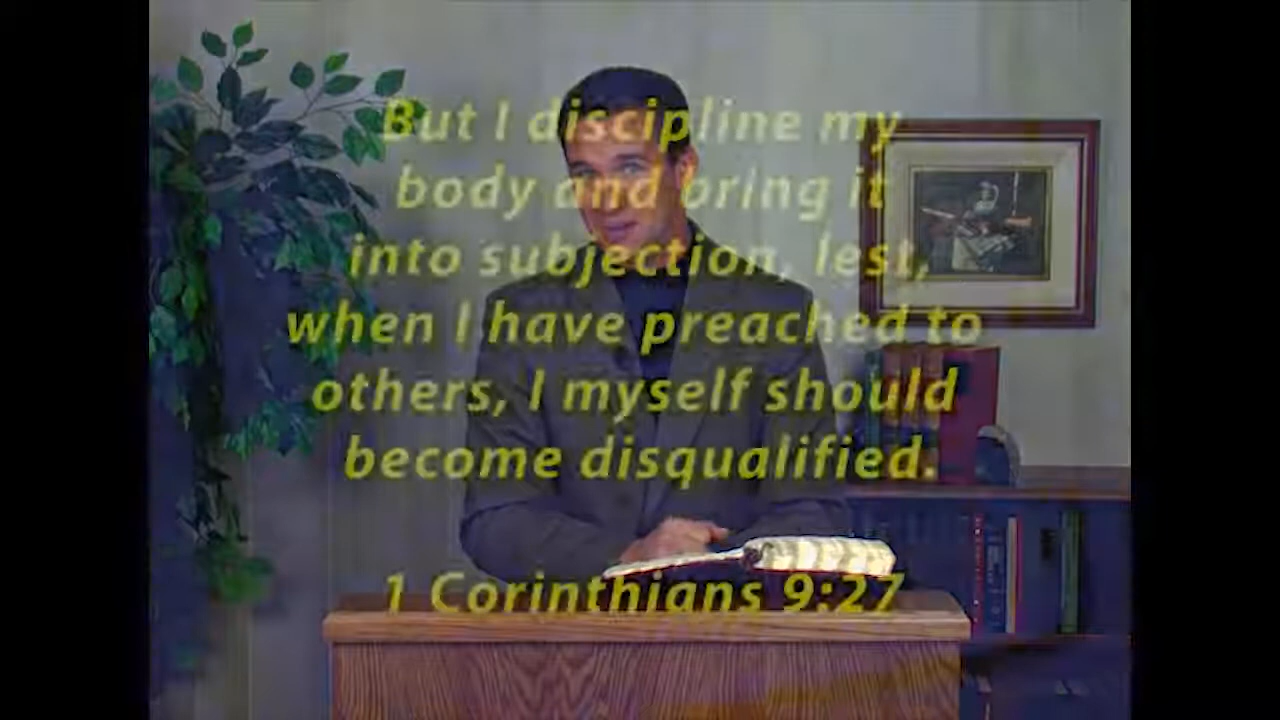 But I discipline my
body and bring it
into subjection, lest,
when I have preached to
others, I myself should
become disqualified.
1 Corinthians 9:27